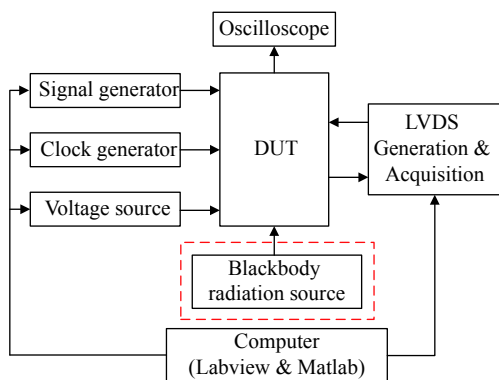 Oscilloscope
Signal generator
Clock generator
Voltage source
DUT
LVDS
Generation &
Acquisition
Blackbody
radiation source
Computer
(Labview & Matlab)